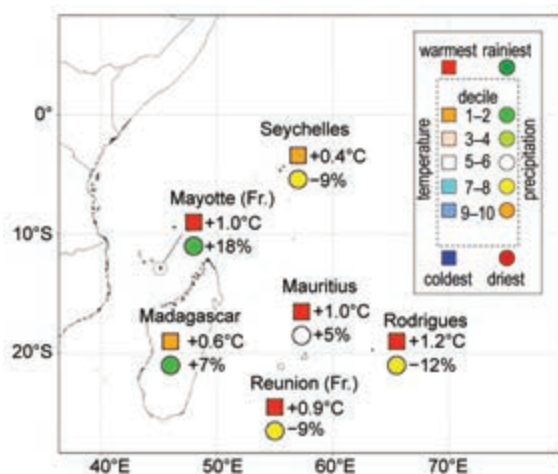 warmest rainiest
decile
1–2
3–4
5–6
7–8
9–10
temperature
precipitation
coldest driest
0°
10°S
20°S
Seychelles
+0.4°C
−9%
Mayotte (Fr.)
+1.0°C
+18%
Mauritius
+1.0°C
+5%
Madagascar
+0.6°C
+7%
Rodrigues
+1.2°C
−12%
Reunion (Fr.)
+0.9°C
−9%
40°E 50°E 60°E 70°E